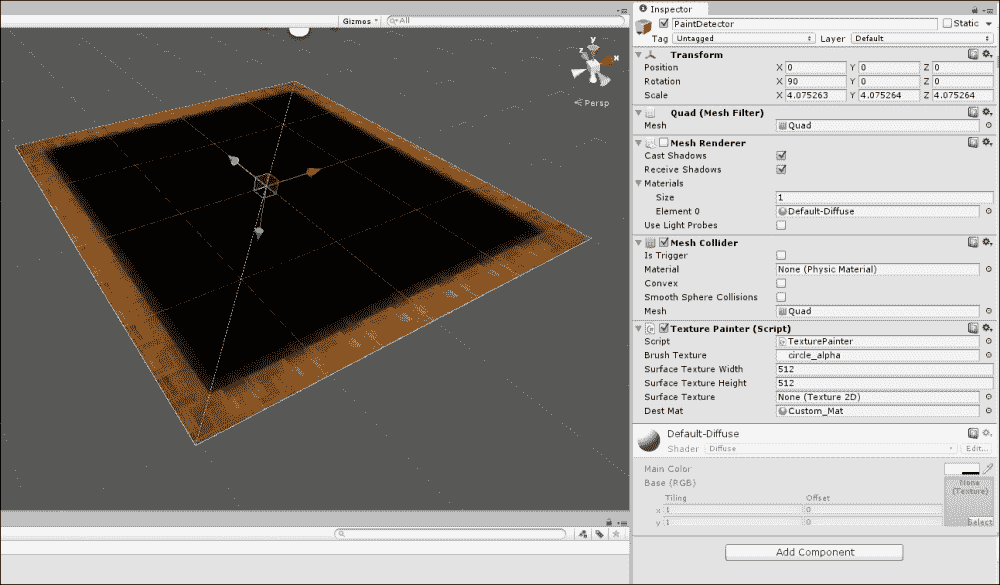 Gizmos
All
y
z
x
Persp
Inspector
PaintDetector
Static
Tag Untagged Layer Default
Transform
Position X 0 Y 0 Z 0
Rotation X 90 Y 0 Z 0
Scale X 4.075263 Y 4.075264 Z 4.075264
Quad (Mesh Filter)
Mesh Quad
Mesh Renderer
Cast Shadows
Receive Shadows
Materials
Size 1
Element 0 Default-Diffuse
Use Light Probes
Mesh Collider
Is Trigger
Material None (Physic Material)
Convex
Smooth Sphere Collisions
Mesh Quad
Texture Painter (Script)
Script TexturePainter
Brush Texture circle_alpha
Surface Texture Width 512
Surface Texture Height 512
Surface Texture None (Texture 2D)
Dest Mat Custom_Mat
Default-Diffuse
Shader Diffuse Edit...
Main Color
Base (RGB) None
(Texture)
Tiling Offset
x 1 0
y 1 0 Select
Add Component